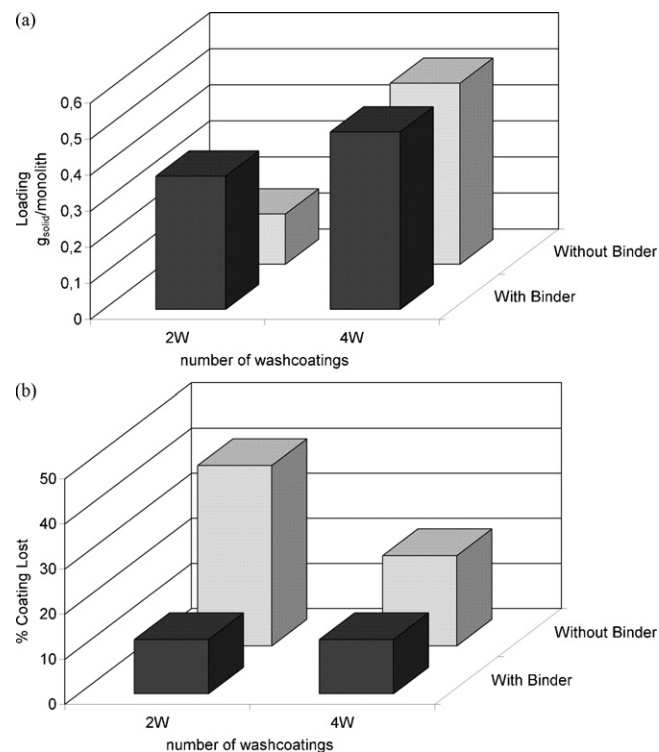 (a)
0,6
0,5
0,4
0,3
0,2
0,1
0
Loading
gsolid/monolith
2W
4W
number of washcoatings
With Binder
Without Binder
(b)
50
40
30
20
10
0
% Coating Lost
2W
4W
number of washcoatings
With Binder
Without Binder